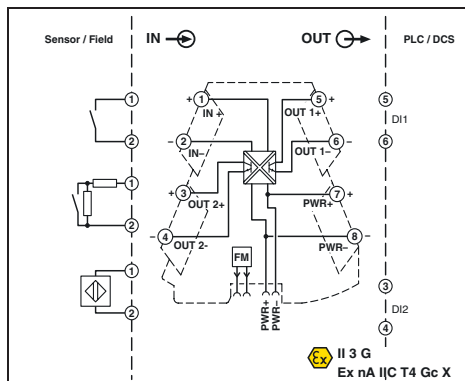 Sensor / Field
IN
OUT
PLC / DCS
1
2
1
2
1
2
+ 1
IN +
- 2
IN–
+ 3
OUT 2+
- 4
OUT 2-
5 +
OUT 1+
6 -
OUT 1–
7 +
PWR+
8 -
PWR–
FM
PWR+
PWR–
5
DI1
6
3
DI2
4
Ex
II 3 G
Ex nA IIC T4 Gc X